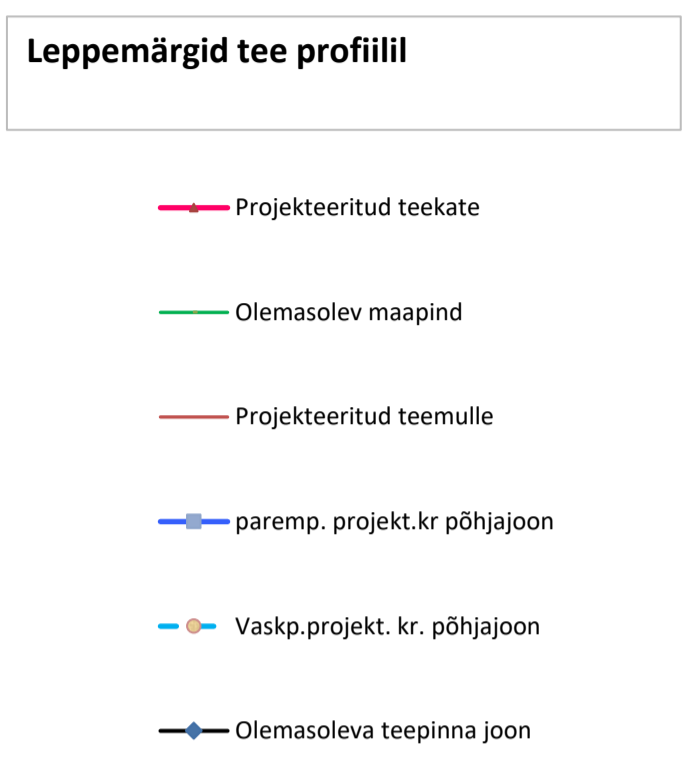 Leppemärgid tee profiilil
Projekteeritud teekate
Olemasolev maapind
Projekteeritud teemulle
paremp. projekt.kr põhjajoon
Vaskp.projekt. kr. põhjajoon
Olemasoleva teepinna joon